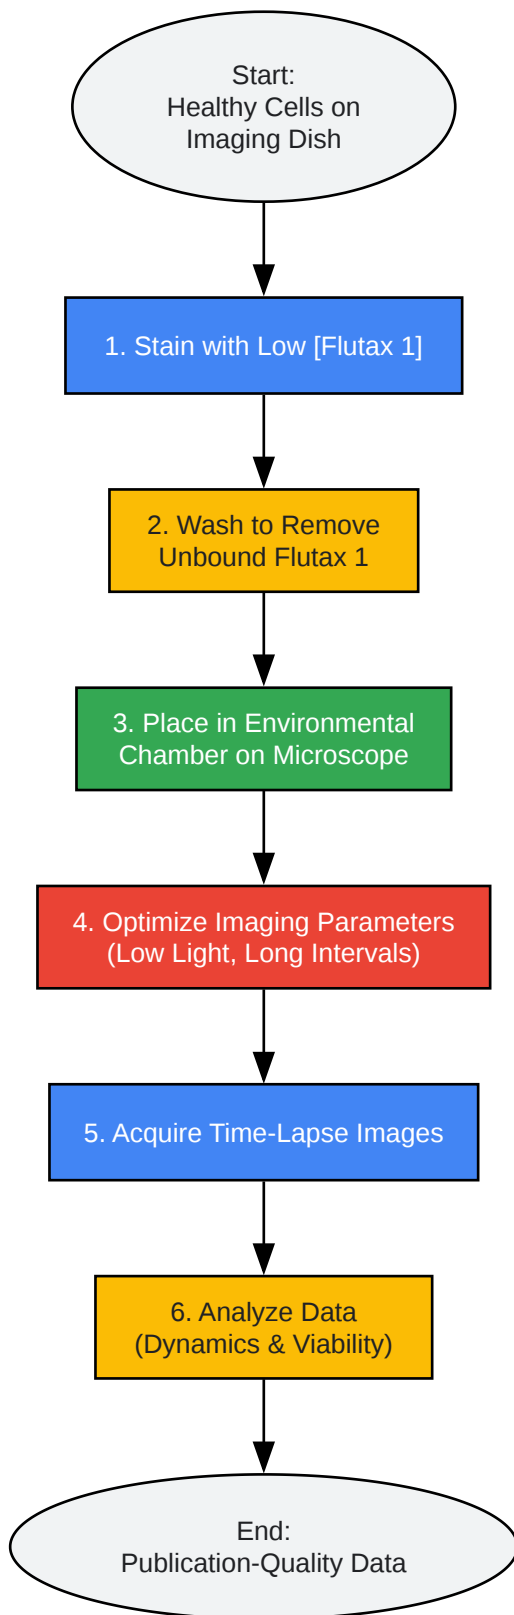 Start:
Healthy Cells on
Imaging Dish
1. Stain with Low [Flutax 1]
2. Wash to Remove
Unbound Flutax 1
3. Place in Environmental
Chamber on Microscope
4. Optimize Imaging Parameters
(Low Light, Long Intervals)
5. Acquire Time-Lapse Images
6. Analyze Data
(Dynamics & Viability)
End:
Publication-Quality Data